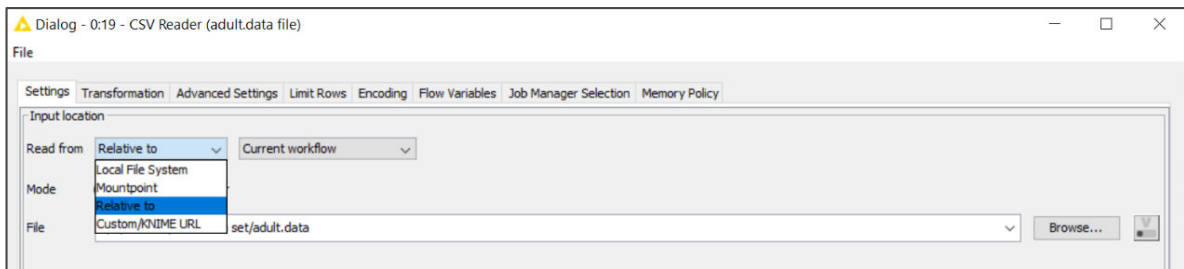 Dialog - 0:19 - CSV Reader (adult.data file)
File
Settings Transformation Advanced Settings Limit Rows Encoding Flow Variables Job Manager Selection Memory Policy
Input location
Read from Relative to Current workflow
Local File System
Mode Mountpoint
Relative to
File Custom/KNIME URL set/adult.data Browse...